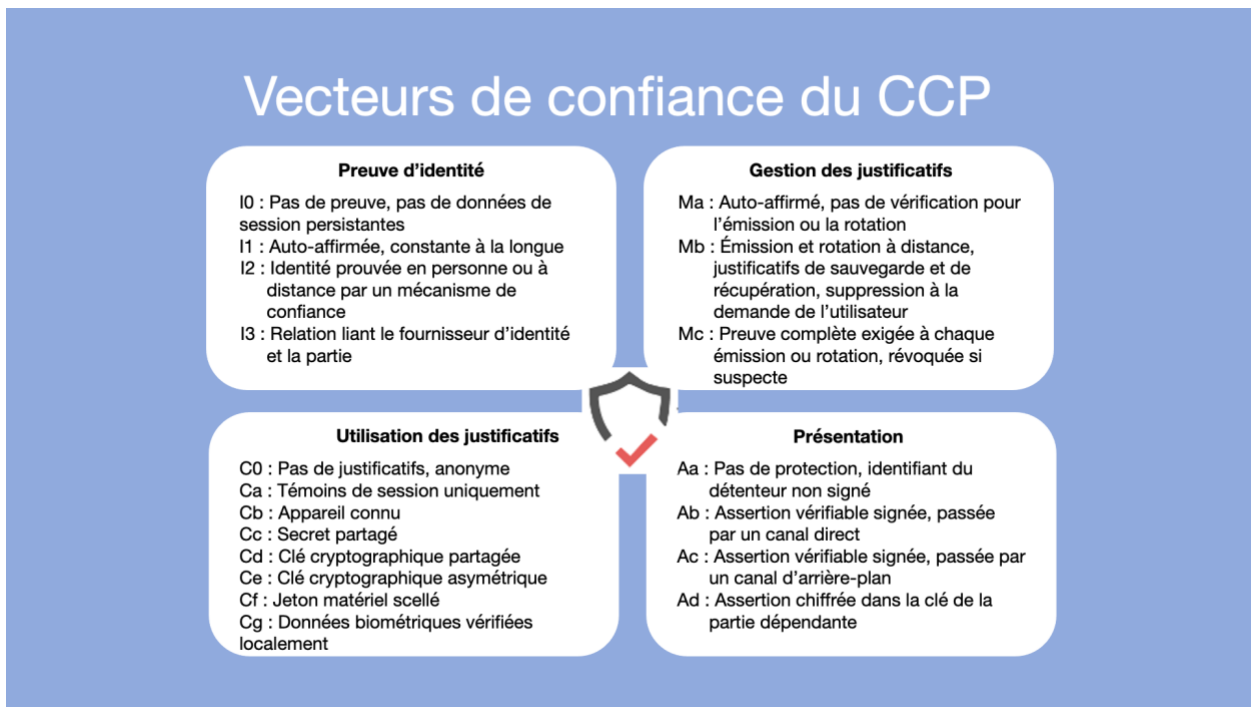 Vecteurs de confiance du CCP
Preuve d’identité
I0 : Pas de preuve, pas de données de
session persistantes
I1 : Auto-affirmée, constante à la longue
I2 : Identité prouvée en personne ou à
distance par un mécanisme de
confiance
I3 : Relation liant le fournisseur d’identité
et la partie
Gestion des justificatifs
Ma : Auto-affirmé, pas de vérification pour
l’émission ou la rotation
Mb : Émission et rotation à distance,
justificatifs de sauvegarde et de
récupération, suppression à la
demande de l’utilisateur
Mc : Preuve complète exigée à chaque
émission ou rotation, révoquée si
suspecte
Utilisation des justificatifs
C0 : Pas de justificatifs, anonyme
Ca : Témoins de session uniquement
Cb : Appareil connu
Cc : Secret partagé
Cd : Clé cryptographique partagée
Ce : Clé cryptographique asymétrique
Cf : Jeton matériel scellé
Cg : Données biométriques vérifiées
localement
Présentation
Aa : Pas de protection, identifiant du
détenteur non signé
Ab : Assertion vérifiable signée, passée
par un canal direct
Ac : Assertion vérifiable signée, passée par
un canal d’arrière-plan
Ad : Assertion chiffrée dans la clé de la
partie dépendante